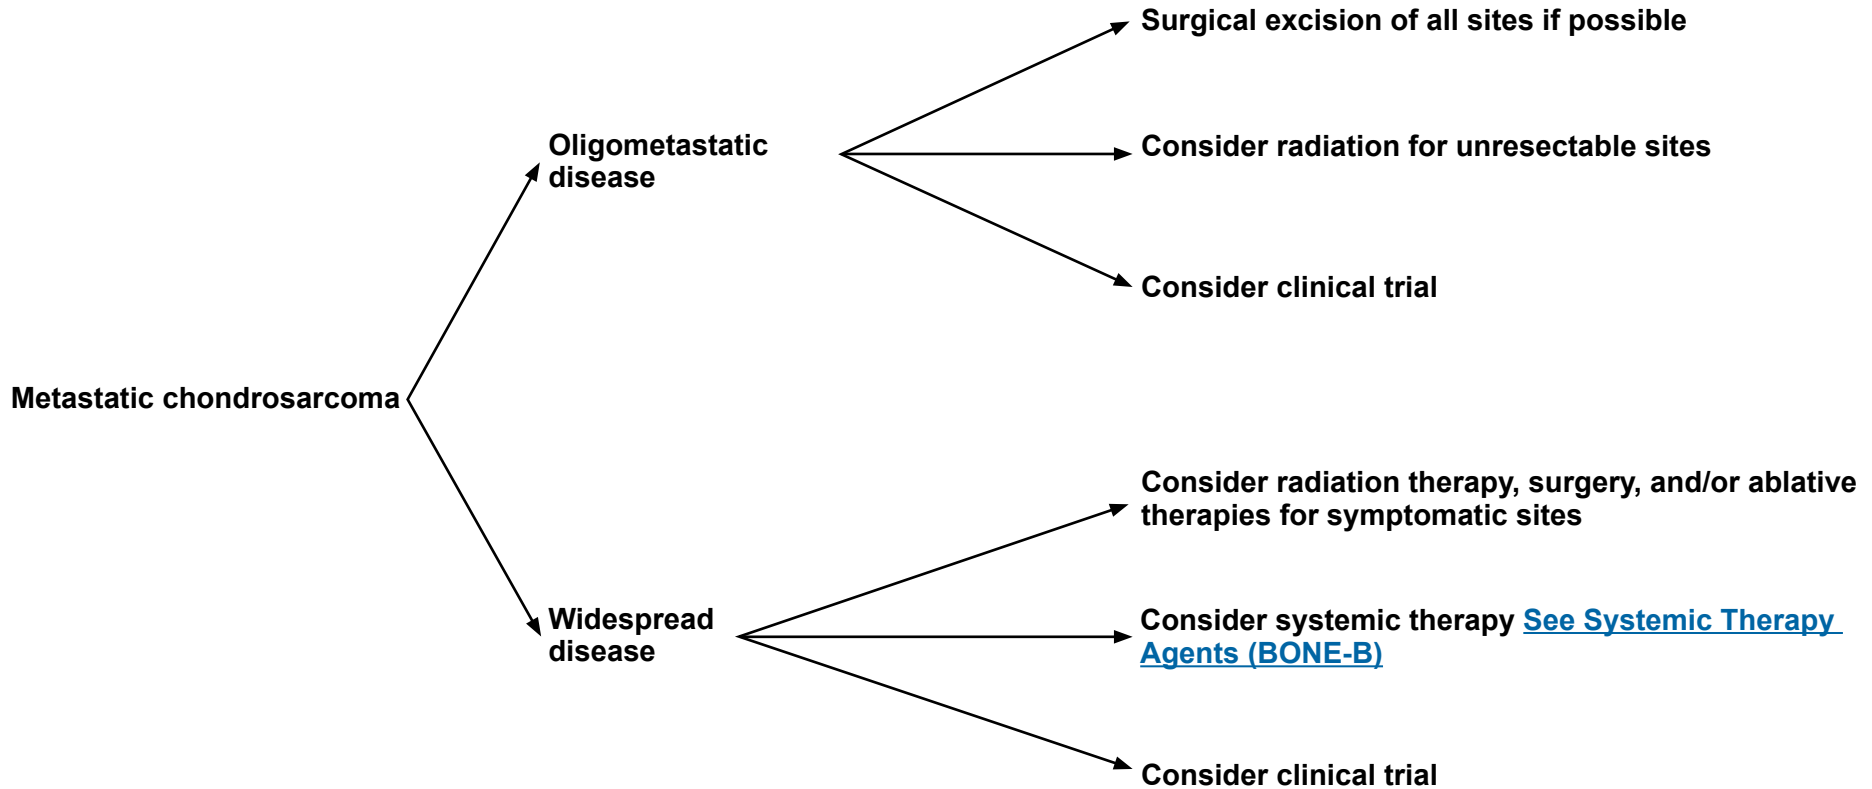 Surgical excision of all sites if possible
Oligometastatic
disease
Consider radiation for unresectable sites
Consider clinical trial
Metastatic chondrosarcoma
Consider radiation therapy, surgery, and/or ablative
therapies for symptomatic sites
Widespread
disease
Consider systemic therapy See Systemic Therapy
Agents (BONE-B)
Consider clinical trial